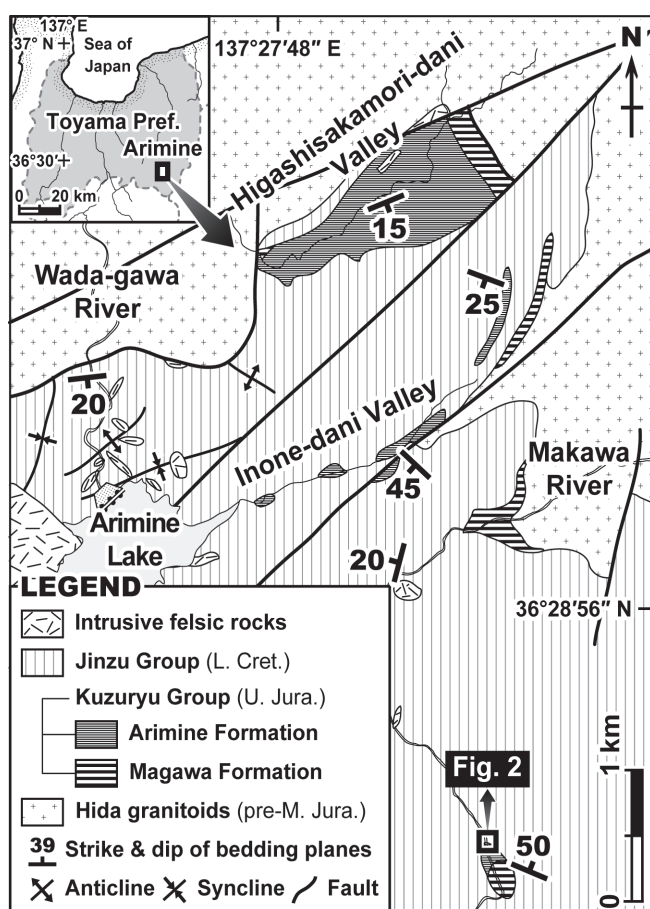 137° E
37° N
Sea of
Japan
Toyama Pref.
Arimine
36°30′
0 20 km
137°27′48″ E
N
Higashisakamori-dani
Valley
15
Wada-gawa
River
25
20
Inone-dani Valley
Makawa
River
45
Arimine
Lake
20
36°28′56″ N
LEGEND
Intrusive felsic rocks
Jinzu Group (L. Cret.)
Kuzuryu Group (U. Jura.)
Arimine Formation
Magawa Formation
Hida granitoids (pre-M. Jura.)
39 Strike & dip of bedding planes
Anticline Syncline Fault
Fig. 2
50
0 1 km